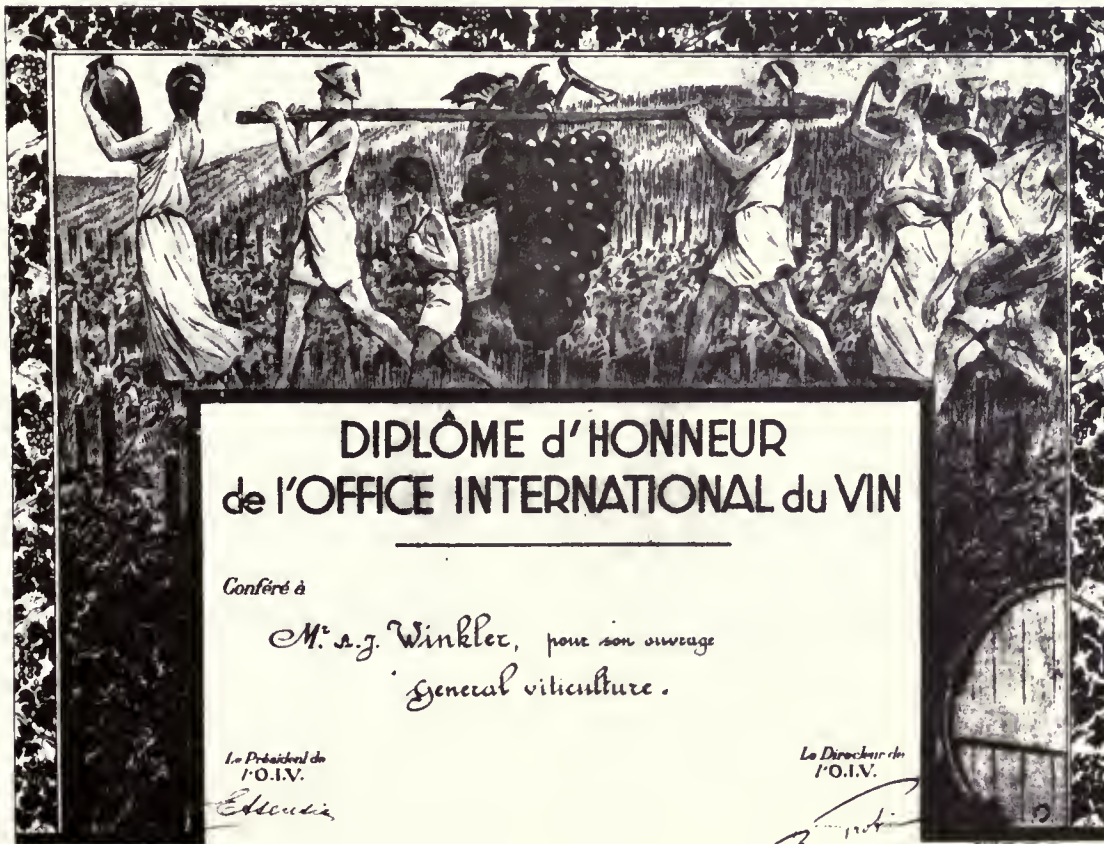 DIPLÔME d'HONNEUR
de l'OFFICE INTERNATIONAL du VIN
Conféré à
Mr. A. J. Winkler, pour son ouvrage
General viticulture.
Le Président de
l'O.I.V.
Le Directeur de
l'O.I.V.